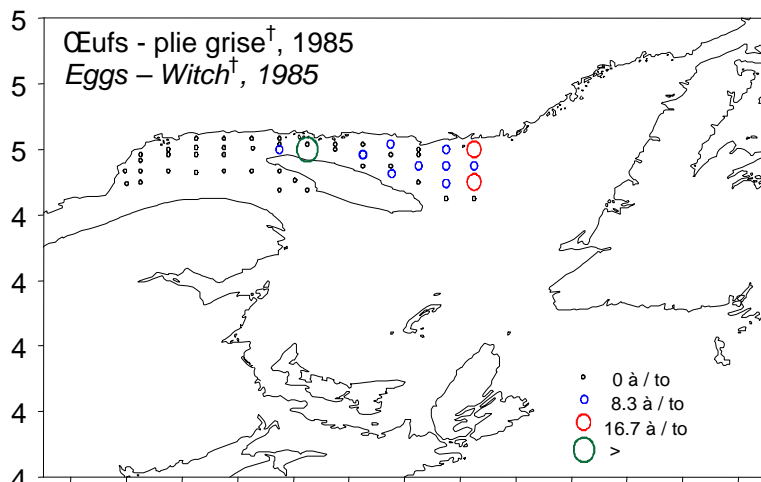 5
Œufs - plie grise†, 1985
Eggs – Witch†, 1985
5
5
4
4
4
4
4
0 à / to
8.3 à / to
16.7 à / to
>